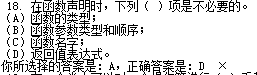 18. 在函数声明时，下列( )项是不必要的。
(A) 函数的类型；
(B) 函数参数类型和顺序；
(C) 函数名字；
(D) 返回值表达式。
你所选择的答案是: A，正确答案是: D  ×